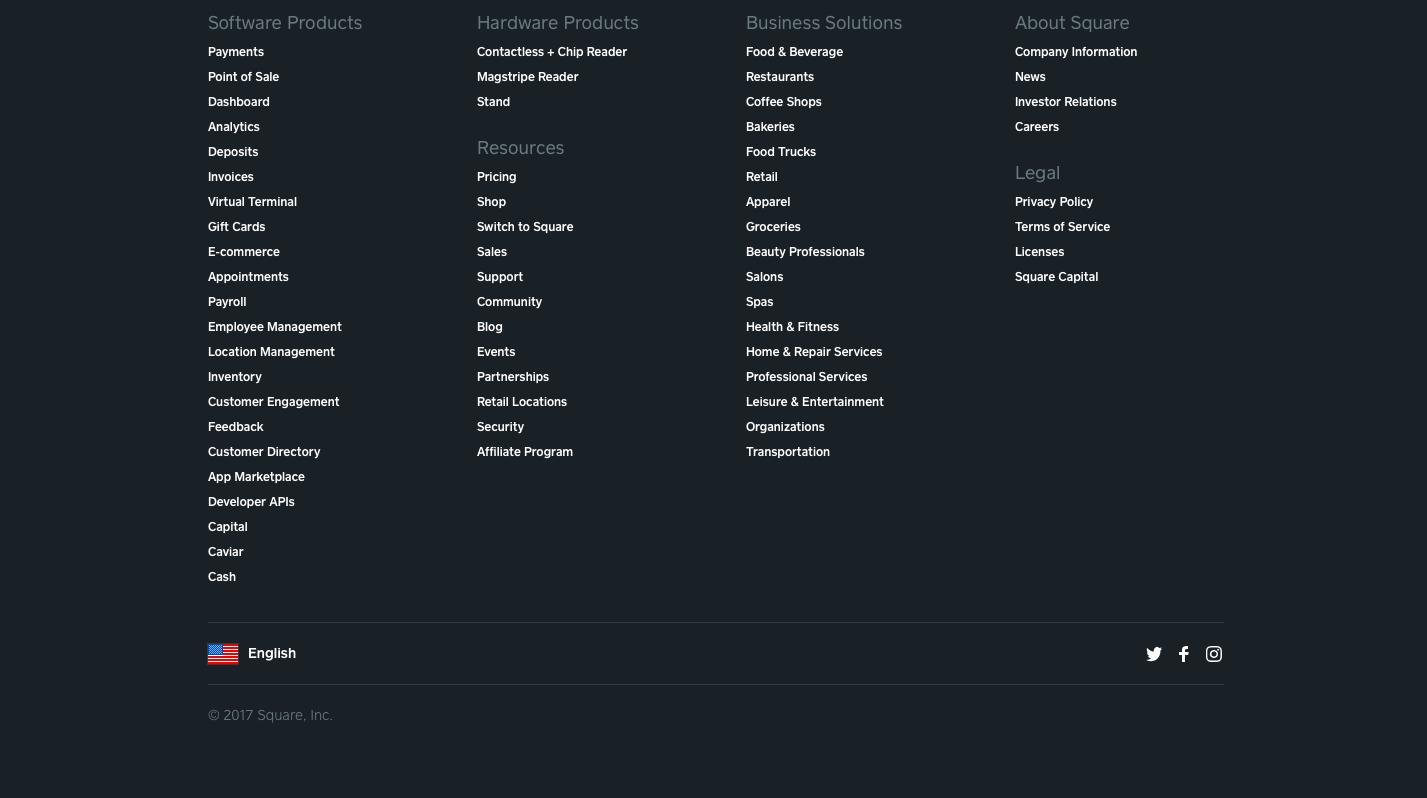 Software Products
Payments
Point of Sale
Dashboard
Analytics
Deposits
Invoices
Virtual Terminal
Gift Cards
E-commerce
Appointments
Payroll
Employee Management
Location Management
Inventory
Customer Engagement
Feedback
Customer Directory
App Marketplace
Developer APIs
Capital
Caviar
Cash
Hardware Products
Contactless + Chip Reader
Magstripe Reader
Stand
Resources
Pricing
Shop
Switch to Square
Sales
Support
Community
Blog
Events
Partnerships
Retail Locations
Security
Affiliate Program
Business Solutions
Food & Beverage
Restaurants
Coffee Shops
Bakeries
Food Trucks
Retail
Apparel
Groceries
Beauty Professionals
Salons
Spas
Health & Fitness
Home & Repair Services
Professional Services
Leisure & Entertainment
Organizations
Transportation
About Square
Company Information
News
Investor Relations
Careers
Legal
Privacy Policy
Terms of Service
Licenses
Square Capital
English
© 2017 Square, Inc.